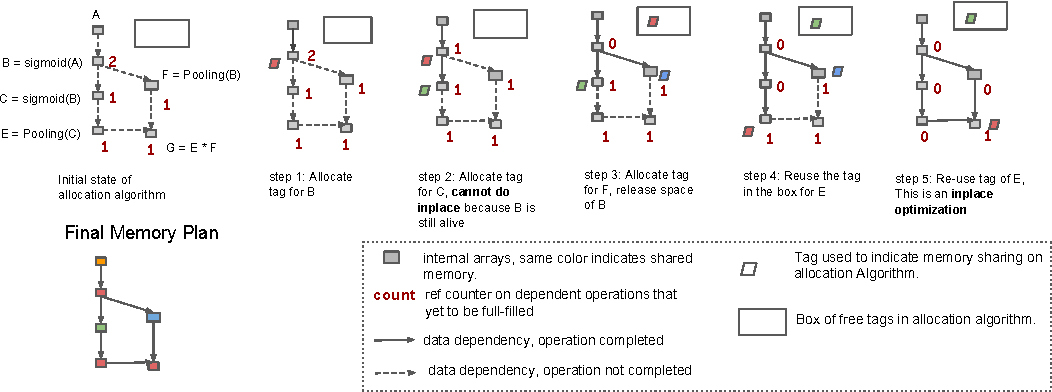 A
B = sigmoid(A)
2
F = Pooling(B)
C = sigmoid(B)
1
1
E = Pooling(C)
1
1
G = E * F
Initial state of
allocation algorithm
2
1
1
1
1
step 1: Allocate
tag for B
1
1
1
1
1
step 2: Allocate tag
for C, cannot do
inplace because B is
still alive
0
1
1
1
1
step 3: Allocate tag
for F, release space
of B
0
0
1
1
1
step 4: Reuse the tag
in the box for E
0
0
0
0
1
step 5: Re-use tag of E,
This is an inplace
optimization
Final Memory Plan
internal arrays, same color indicates shared
memory.
count ref counter on dependent operations that
yet to be full-filled
data dependency, operation completed
data dependency, operation not completed
Tag used to indicate memory sharing on
allocation Algorithm.
Box of free tags in allocation algorithm.